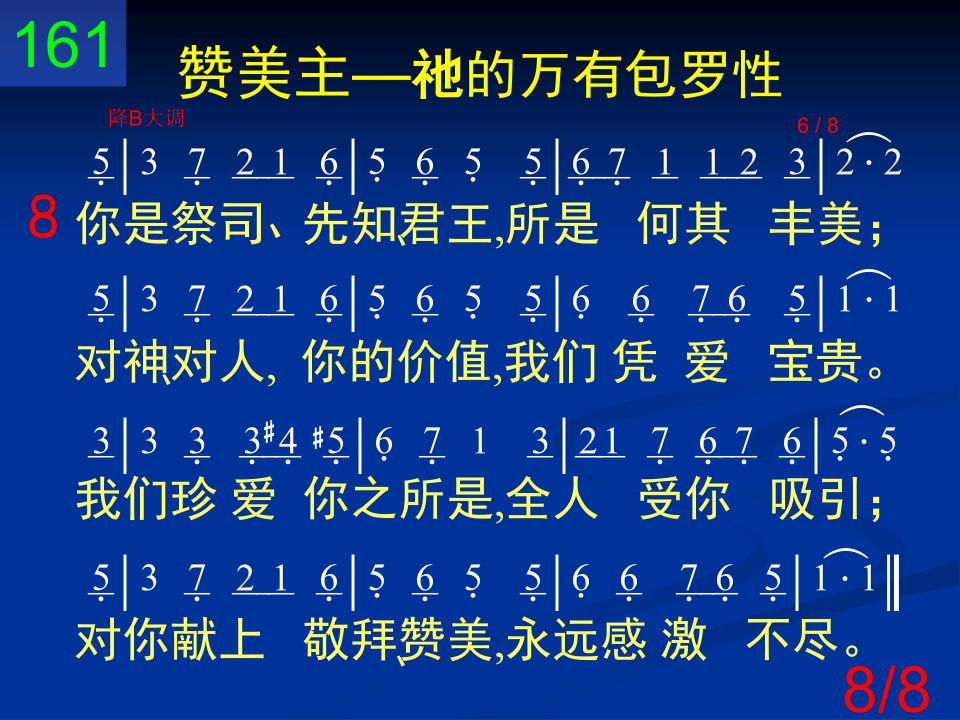 161
赞美主—祂的万有包罗性
降B大调
6 / 8
5̣ | 3 7̣ 2 1 6̣ | 5̣ 6̣ 5̣ 5̣ | 6̣ 7̣ 1 1 2 3 | 2 · 2
8
你是祭司、先知、君王,所是 何其 丰美；
5̣ | 3 7̣ 2 1 6̣ | 5̣ 6̣ 5̣ 5̣ | 6̣ 6̣ 7̣ 6̣ 5̣ | 1 · 1
对神、对人, 你的价值,我们 凭 爱 宝贵。
3 | 3 3̣ 3̣ #4̣ #5̣ | 6̣ 7̣ 1 3 | 2 1 7̣ 6̣ 7̣ 6̣ | 5̣ · 5̣
我们珍 爱 你之所是,全人 受你 吸引；
5̣ | 3 7̣ 2 1 6̣ | 5̣ 6̣ 5̣ 5̣ | 6̣ 6̣ 7̣ 6̣ 5̣ | 1 · 1 ‖
对你献上 敬拜、赞美,永远感 激 不尽。
8/8